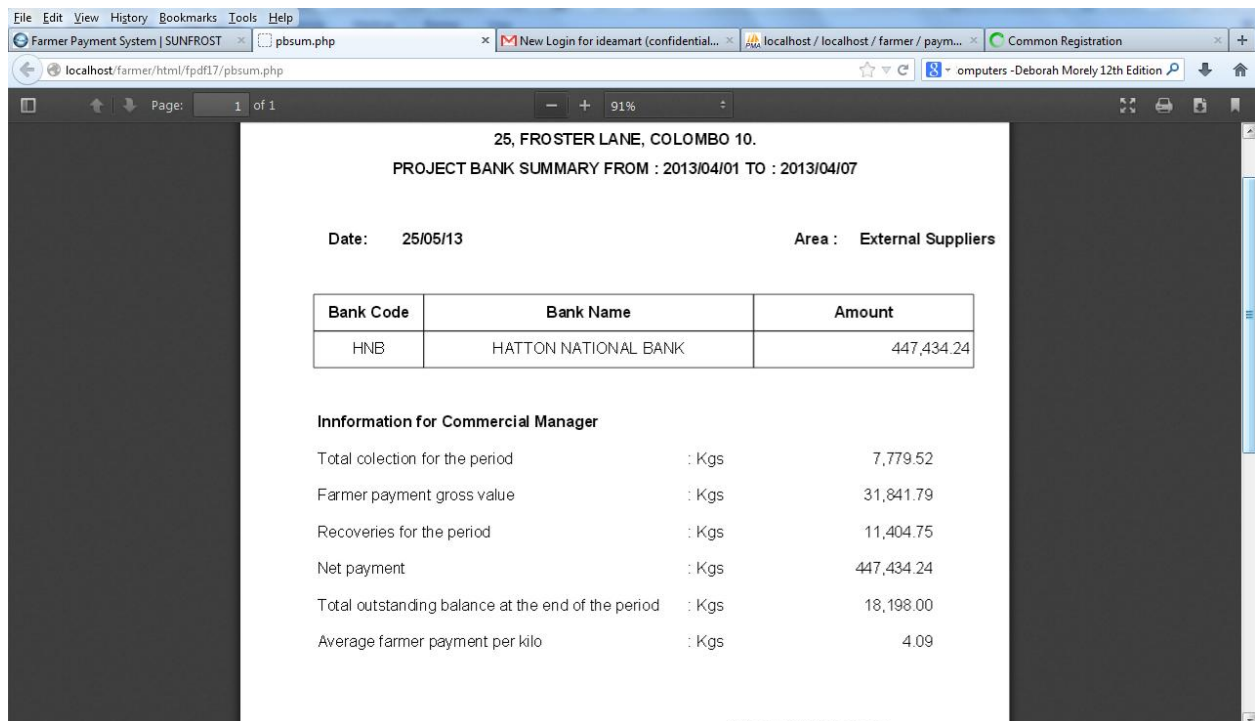 File Edit View History Bookmarks Tools Help
Farmer Payment System | SUNFROST × pbsum.php × New Login for ideamart (confidential... × localhost / localhost / farmer / paym... × Common Registration × +
localhost/farmer/html/fpdf17/pbsum.php omputers -Deborah Morely 12th Edition
Page: 1 of 1 − + 91%
25, FROSTER LANE, COLOMBO 10.
PROJECT BANK SUMMARY FROM : 2013/04/01 TO : 2013/04/07
Date: 25/05/13 Area : External Suppliers
Bank Code Bank Name Amount
HNB HATTON NATIONAL BANK 447,434.24
Innformation for Commercial Manager
Total colection for the period : Kgs 7,779.52
Farmer payment gross value : Kgs 31,841.79
Recoveries for the period : Kgs 11,404.75
Net payment : Kgs 447,434.24
Total outstanding balance at the end of the period : Kgs 18,198.00
Average farmer payment per kilo : Kgs 4.09